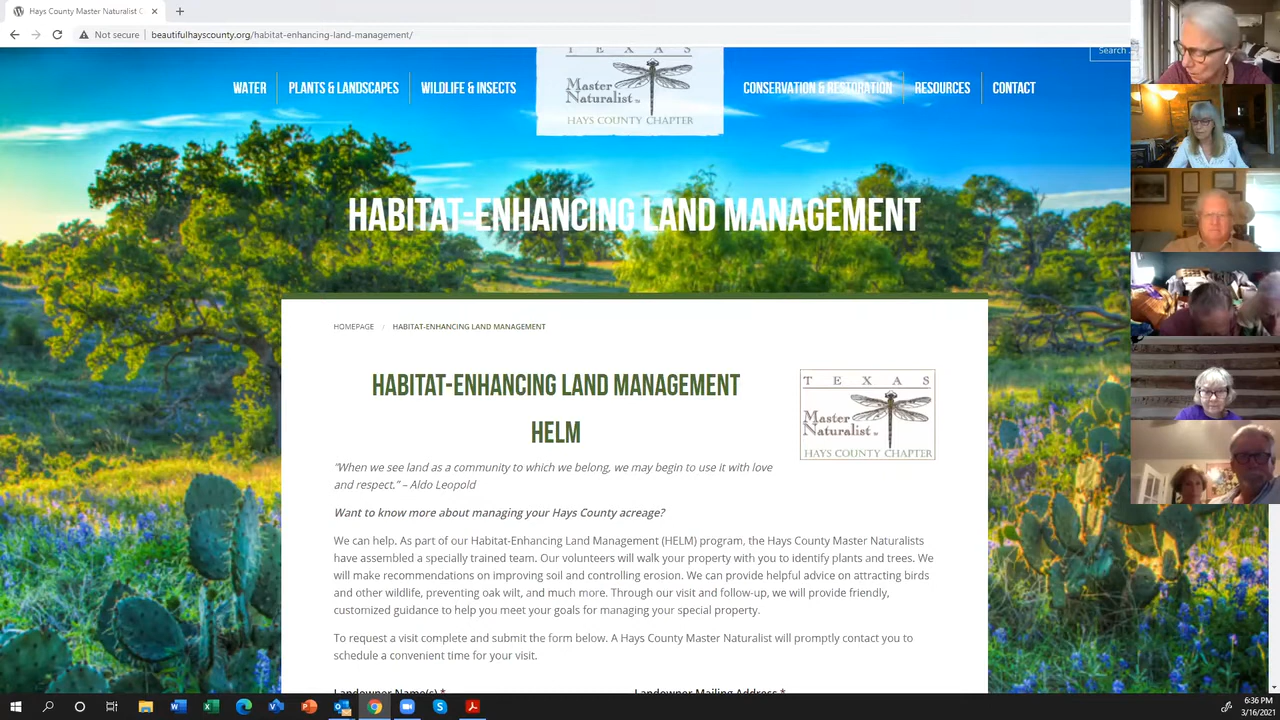 Hays County Master Naturalist C
Not secure
beautifulhayscounty.org/habitat-enhancing-land-management/
Search
WATER
PLANTS & LANDSCAPES
WILDLIFE & INSECTS
TEXAS
Master
Naturalist
HAYS COUNTY CHAPTER
CONSERVATION & RESTORATION
RESOURCES
CONTACT
HABITAT-ENHANCING LAND MANAGEMENT
HOMEPAGE / HABITAT-ENHANCING LAND MANAGEMENT
HABITAT-ENHANCING LAND MANAGEMENT
HELM
TEXAS
Master
Naturalist
HAYS COUNTY CHAPTER
"When we see land as a community to which we belong, we may begin to use it with love
and respect." – Aldo Leopold
Want to know more about managing your Hays County acreage?
We can help. As part of our Habitat-Enhancing Land Management (HELM) program, the Hays County Master Naturalists
have assembled a specially trained team. Our volunteers will walk your property with you to identify plants and trees. We
will make recommendations on improving soil and controlling erosion. We can provide helpful advice on attracting birds
and other wildlife, preventing oak wilt, and much more. Through our visit and follow-up, we will provide friendly,
customized guidance to help you meet your goals for managing your special property.
To request a visit complete and submit the form below. A Hays County Master Naturalist will promptly contact you to
schedule a convenient time for your visit.
Landowner Name(s) *
Landowner Mailing Address *
6:36 PM
3/16/2021